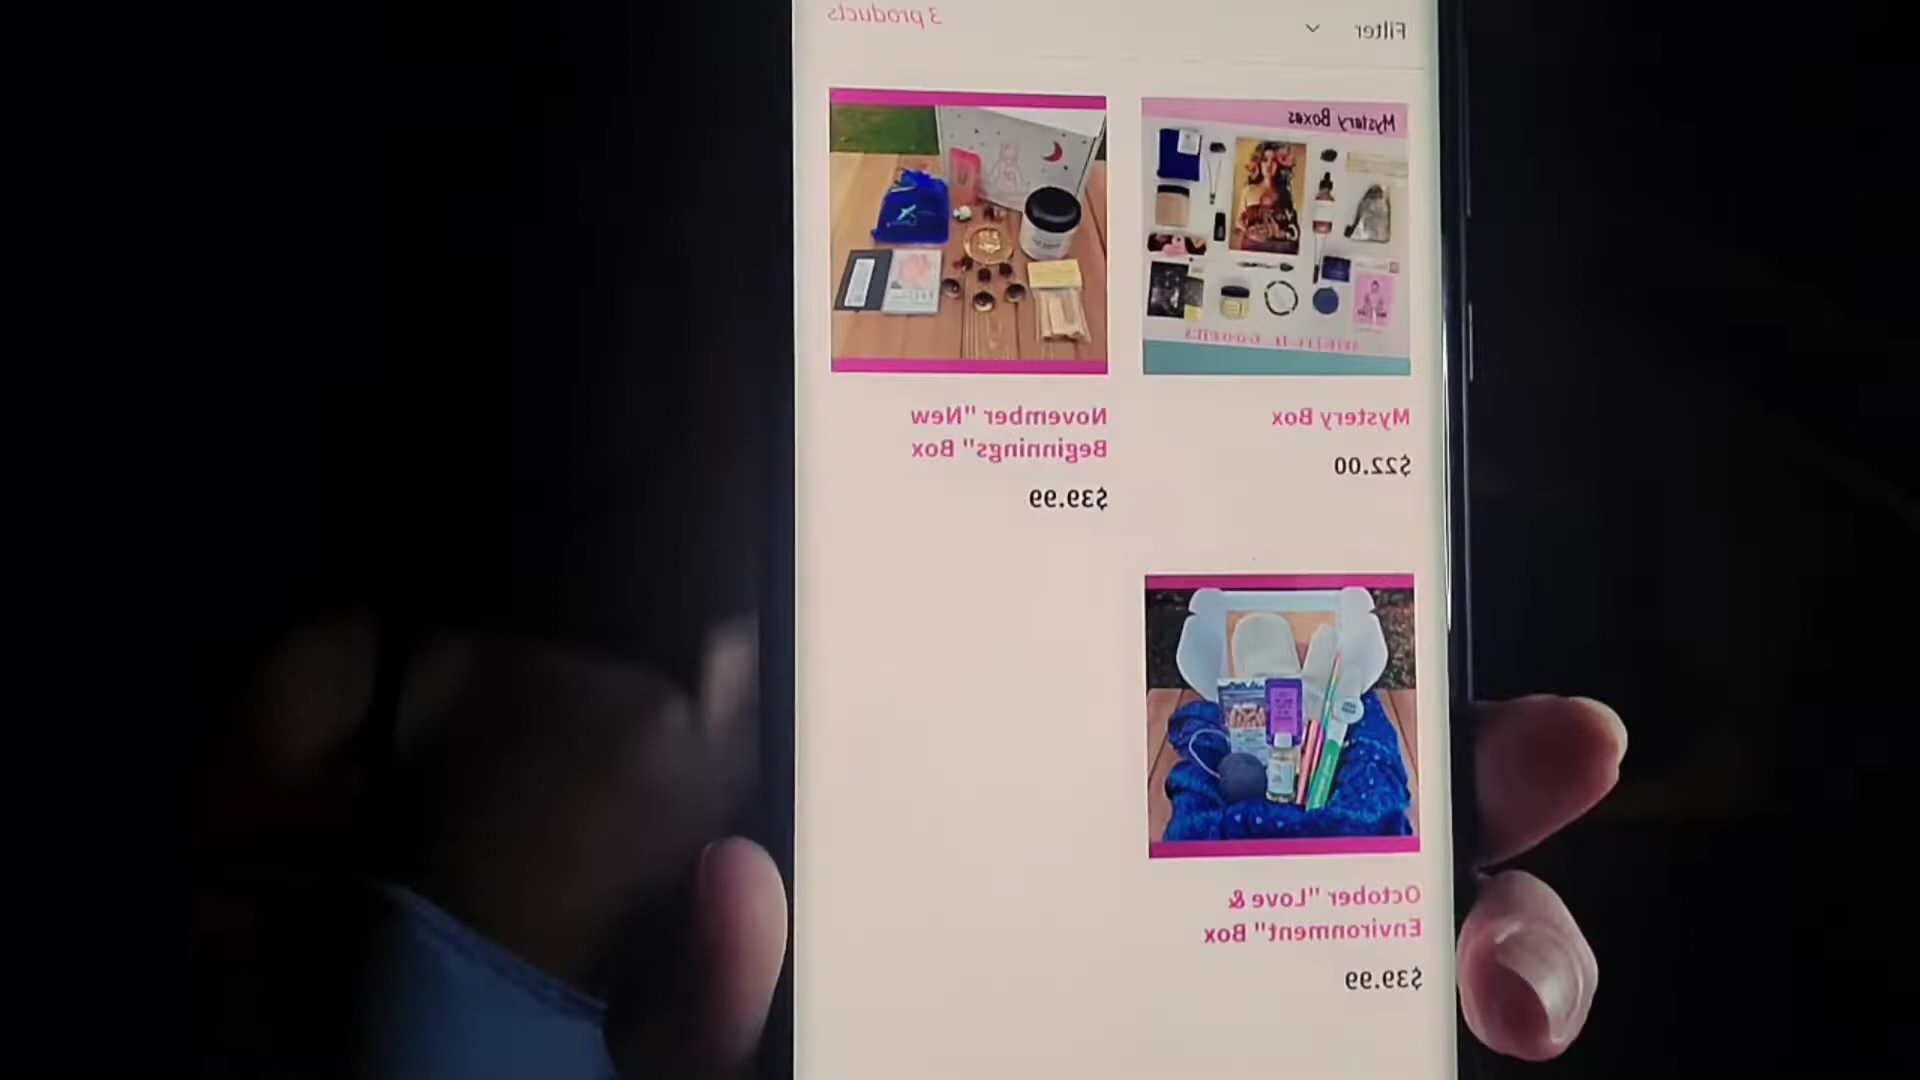 Filter
3 products
Mystery Boxes
Mystery Box
$22.00
November "New
Beginnings" Box
$39.99
October "Love &
Environment" Box
$39.99